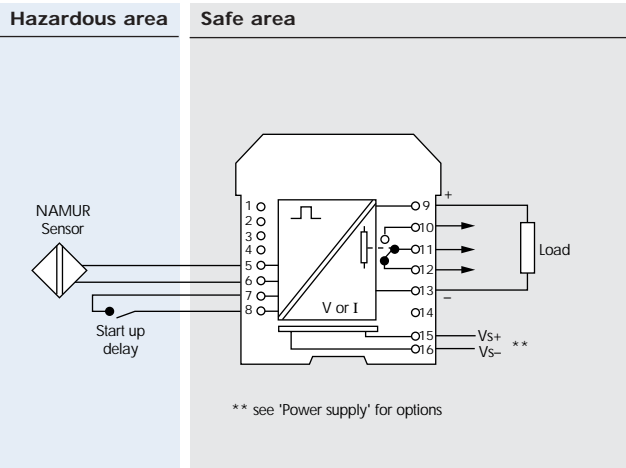 Hazardous area
Safe area
NAMUR
Sensor
Start up
delay
1
2
3
4
5
6
7
8
V or I
9
10
11
12
13
14
15
16
+
–
Load
Vs+
Vs–
**
** see 'Power supply' for options